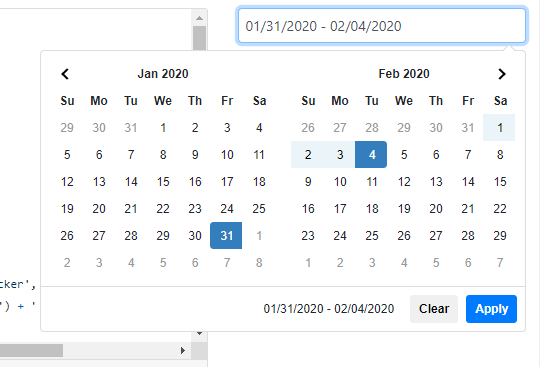 01/31/2020 - 02/04/2020
Jan 2020
Su Mo Tu We Th Fr Sa
29 30 31 1 2 3 4
5 6 7 8 9 10 11
12 13 14 15 16 17 18
19 20 21 22 23 24 25
26 27 28 29 30 31 1
2 3 4 5 6 7 8
Feb 2020
Su Mo Tu We Th Fr Sa
26 27 28 29 30 31 1
2 3 4 5 6 7 8
9 10 11 12 13 14 15
16 17 18 19 20 21 22
23 24 25 26 27 28 29
1 2 3 4 5 6 7
cker',
') + '
01/31/2020 - 02/04/2020 Clear Apply